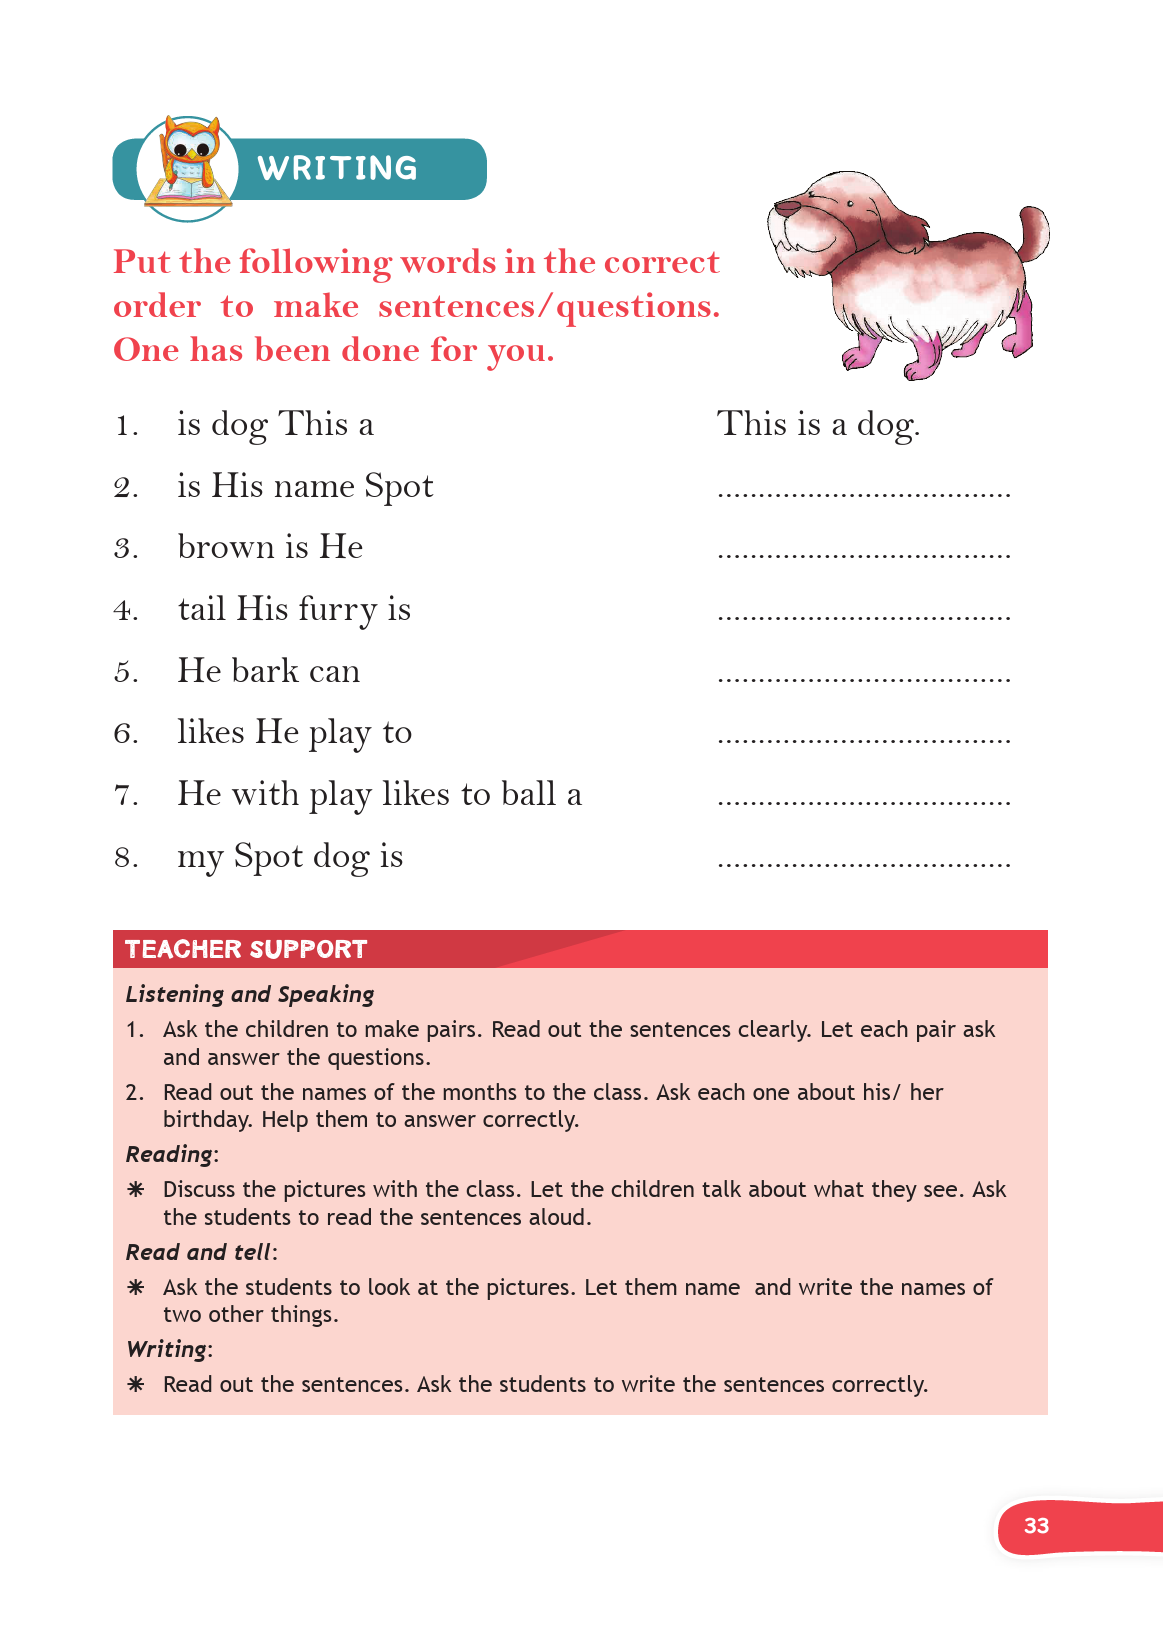 WRITING
Put the following words in the correct
order to make sentences/questions.
One has been done for you.
1. is dog This a This is a dog.
2. is His name Spot ....................................
3. brown is He ....................................
4. tail His furry is ....................................
5. He bark can ....................................
6. likes He play to ....................................
7. He with play likes to ball a ....................................
8. my Spot dog is ....................................
TEACHER SUPPORT
Listening and Speaking
1. Ask the children to make pairs. Read out the sentences clearly. Let each pair ask
and answer the questions.
2. Read out the names of the months to the class. Ask each one about his/ her
birthday. Help them to answer correctly.
Reading:
✷ Discuss the pictures with the class. Let the children talk about what they see. Ask
the students to read the sentences aloud.
Read and tell:
✷ Ask the students to look at the pictures. Let them name  and write the names of
two other things.
Writing:
✷ Read out the sentences. Ask the students to write the sentences correctly.
33